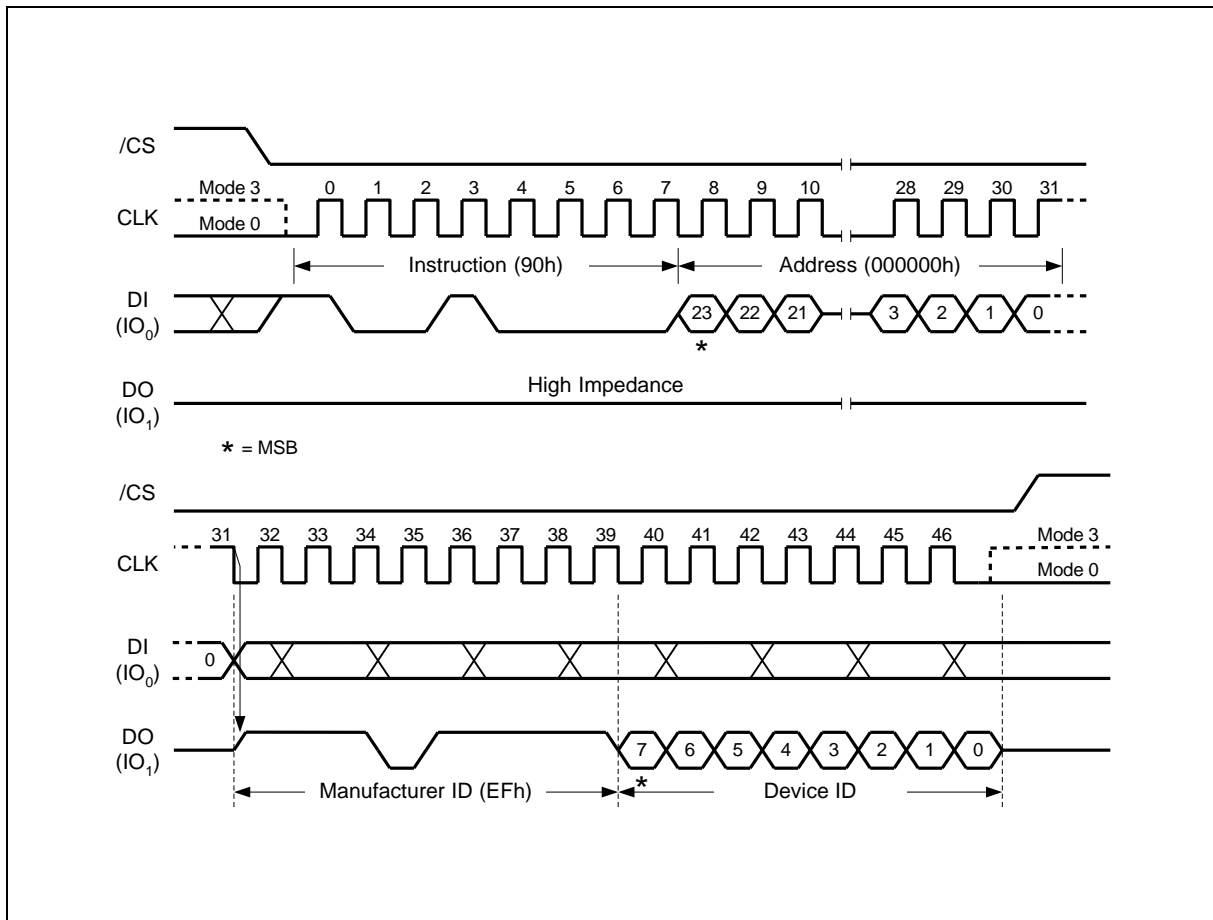 /CS
Mode 3 0 1 2 3 4 5 6 7 8 9 10 28 29 30 31
CLK
Mode 0
Instruction (90h) Address (000000h)
DI
(IO0)
23 22 21 3 2 1 0
*
High Impedance
DO
(IO1)
* = MSB
/CS
31 32 33 34 35 36 37 38 39 40 41 42 43 44 45 46 Mode 3
CLK
Mode 0
DI
(IO0)
0
DO
(IO1)
7 6 5 4 3 2 1 0
*
Manufacturer ID (EFh) Device ID